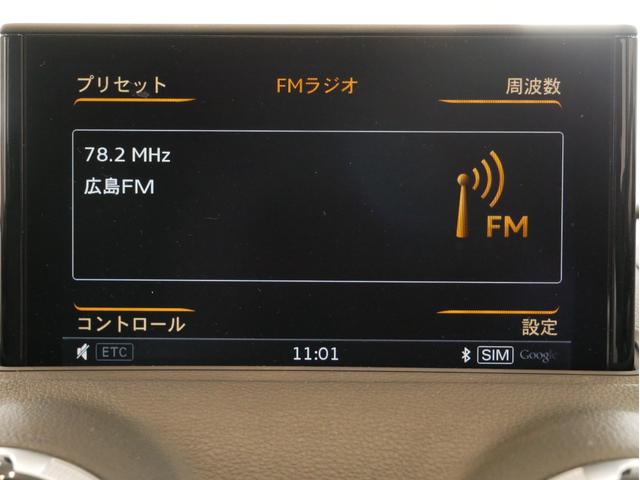 プリセット FMラジオ 周波数
78.2 MHz
広島FM
FM
コントロール 設定
ETC 11:01 SIM Google